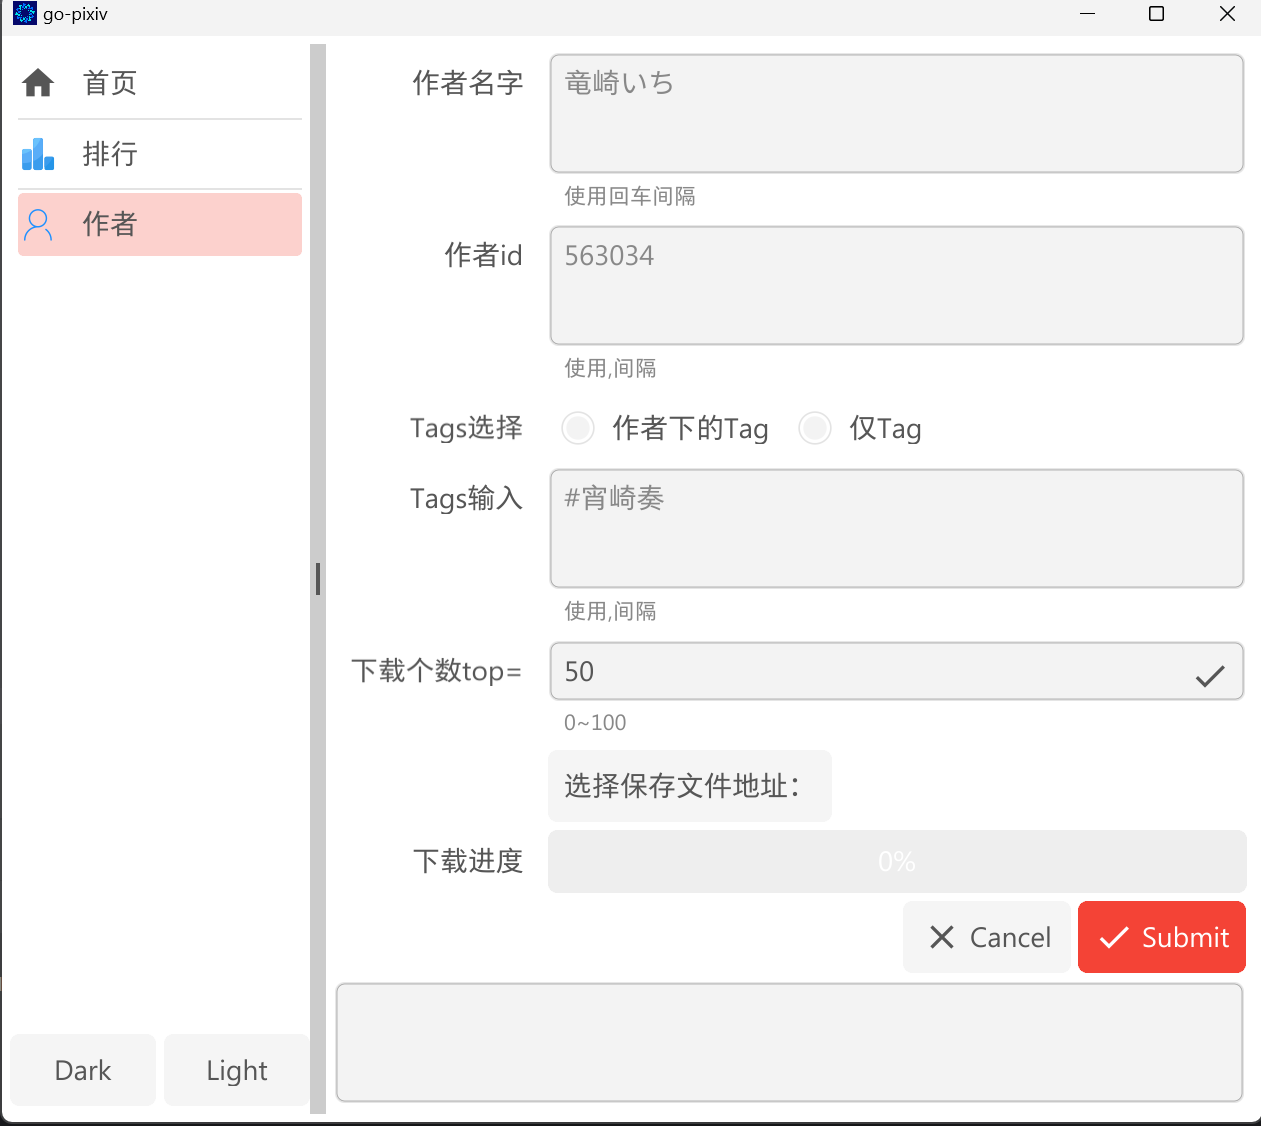 go-pixiv
首页
排行
作者
作者名字
竜崎いち
使用回车间隔
作者id
563034
使用,间隔
Tags选择
作者下的Tag
仅Tag
Tags输入
#宵崎奏
使用,间隔
下载个数top=
50
0~100
选择保存文件地址：
下载进度
0%
Cancel
Submit
Dark
Light